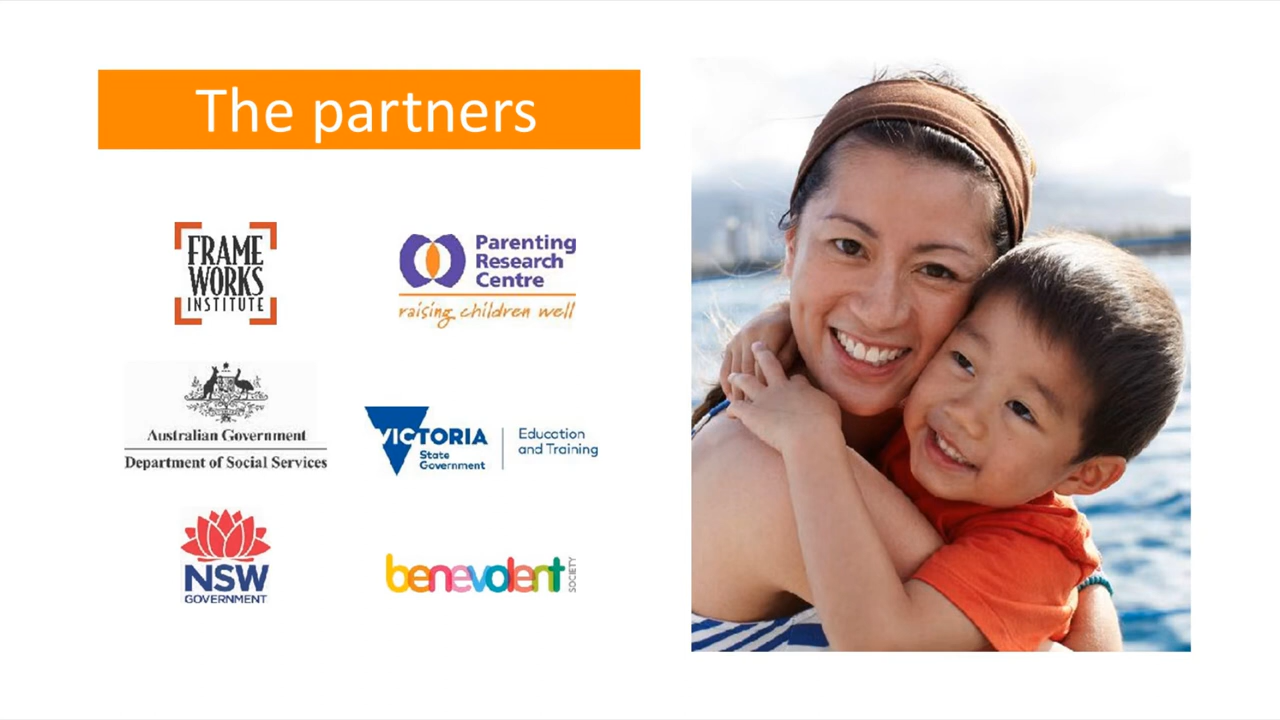 The partners
FRAME
WORKS
INSTITUTE
Parenting
Research
Centre
raising children well
Australian Government
Department of Social Services
VICTORIA
State
Government
Education
and Training
NSW
GOVERNMENT
benevolent
SOCIETY